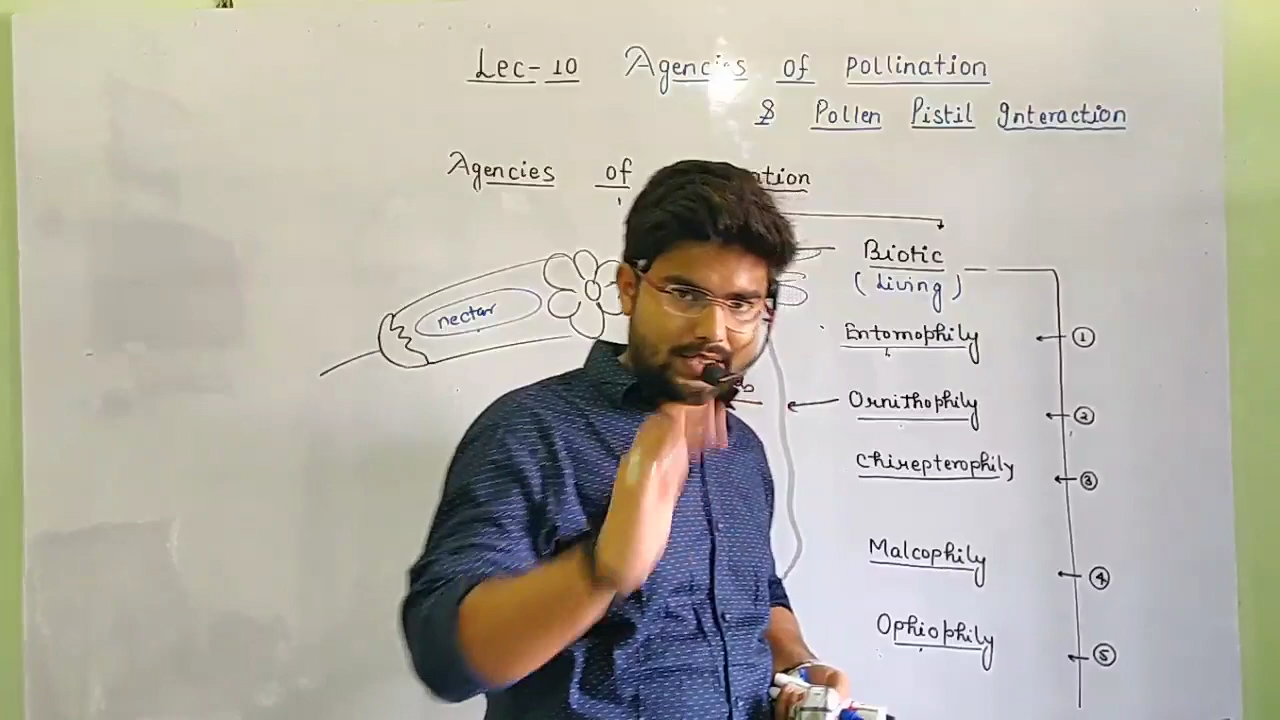 Lec-10 Agencies of Pollination
& Pollen Pistil Interaction
Agencies of ation
Biotic
(Living)
nectar
Entomophily ①
Ornithophily ②
Chirepterophily ③
Malcophily ④
Ophiophily ⑤